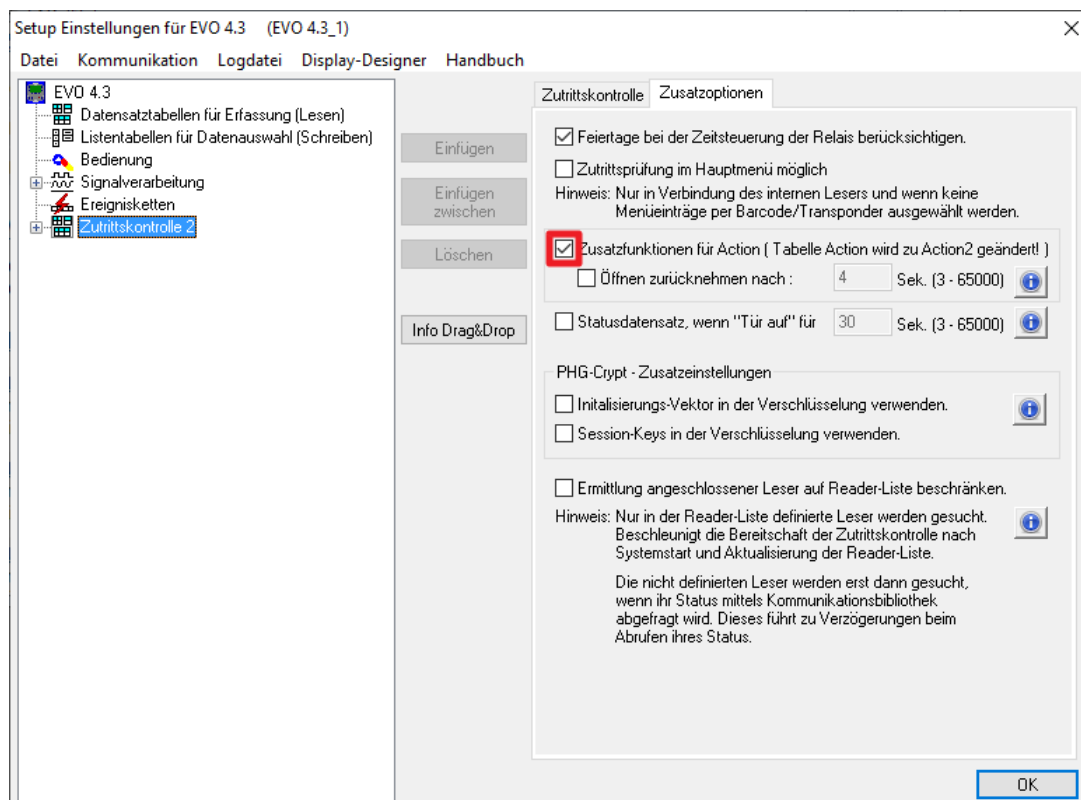 Setup Einstellungen für EVO 4.3 (EVO 4.3_1)
Datei Kommunikation Logdatei Display-Designer Handbuch
EVO 4.3
Datensatztabellen für Erfassung (Lesen)
Listentabellen für Datenauswahl (Schreiben)
Bedienung
Signalverarbeitung
Ereignisketten
Zutrittskontrolle 2
Einfügen
Einfügen
zwischen
Löschen
Info Drag&Drop
Zutrittskontrolle Zusatzoptionen
Feiertage bei der Zeitsteuerung der Relais berücksichtigen.
Zutrittsprüfung im Hauptmenü möglich
Hinweis: Nur in Verbindung des internen Lesers und wenn keine
Menüeinträge per Barcode/Transponder ausgewählt werden.
Zusatzfunktionen für Action ( Tabelle Action wird zu Action2 geändert! )
Öffnen zurücknehmen nach : 4 Sek. (3 - 65000)
Statusdatensatz, wenn "Tür auf" für 30 Sek. (3 - 65000)
PHG-Crypt - Zusatzeinstellungen
Initalisierungs-Vektor in der Verschlüsselung verwenden.
Session-Keys in der Verschlüsselung verwenden.
Ermittlung angeschlossener Leser auf Reader-Liste beschränken.
Hinweis: Nur in der Reader-Liste definierte Leser werden gesucht.
Beschleunigt die Bereitschaft der Zutrittskontrolle nach
Systemstart und Aktualisierung der Reader-Liste.
Die nicht definierten Leser werden erst dann gesucht,
wenn ihr Status mittels Kommunikationsbibliothek
abgefragt wird. Dieses führt zu Verzögerungen beim
Abrufen ihres Status.
OK